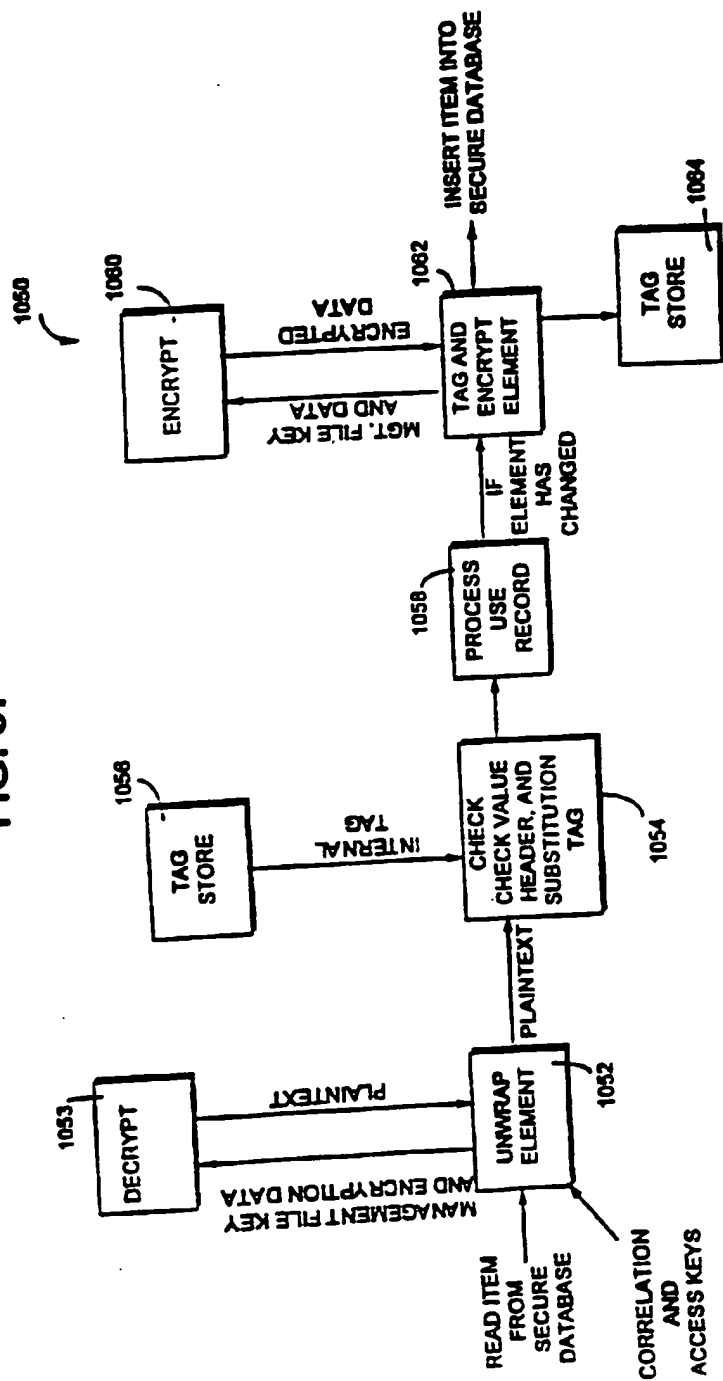 1050
1053
DECRYPT
MANAGEMENT FILE KEY
AND ENCRYPTION DATA
PLAINTEXT
READ ITEM
FROM
SECURE
DATABASE
CORRELATION
AND
ACCESS KEYS
UNWRAP
ELEMENT
1052
PLAINTEXT
1056
TAG
STORE
INTERNAL
TAG
CHECK
CHECK VALUE
HEADER, AND
SUBSTITUTION
TAG
1054
1058
PROCESS
USE
RECORD
IF
ELEMENT
HAS
CHANGED
1060
ENCRYPT
MGT. FILE KEY
AND DATA
ENCRYPTED
DATA
1062
TAG AND
ENCRYPT
ELEMENT
INSERT ITEM INTO
SECURE DATABASE
TAG
STORE
1064